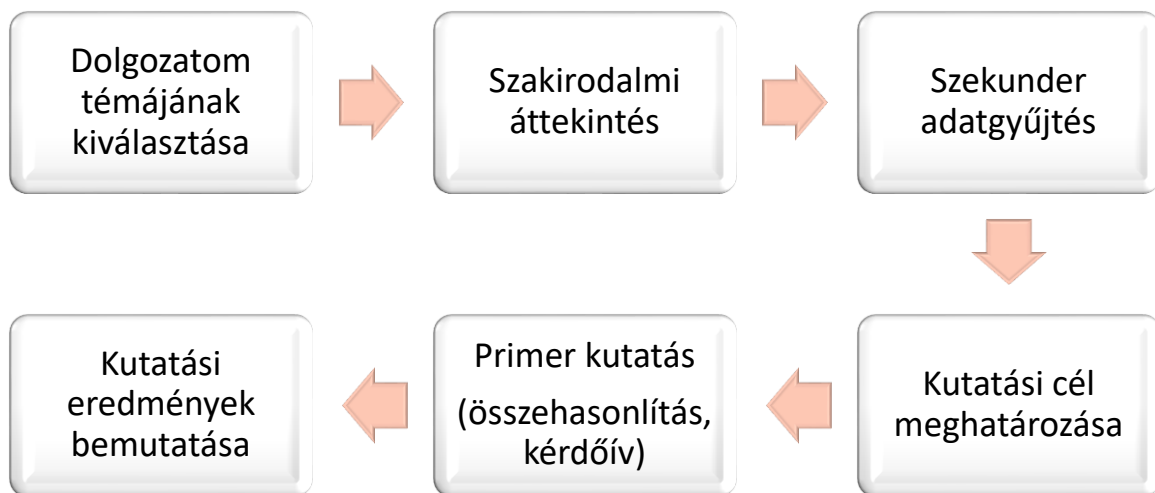 Dolgozatom
témájának
kiválasztása
Szakirodalmi
áttekintés
Szekunder
adatgyűjtés
Kutatási cél
meghatározása
Primer kutatás
(összehasonlítás,
kérdőív)
Kutatási
eredmények
bemutatása